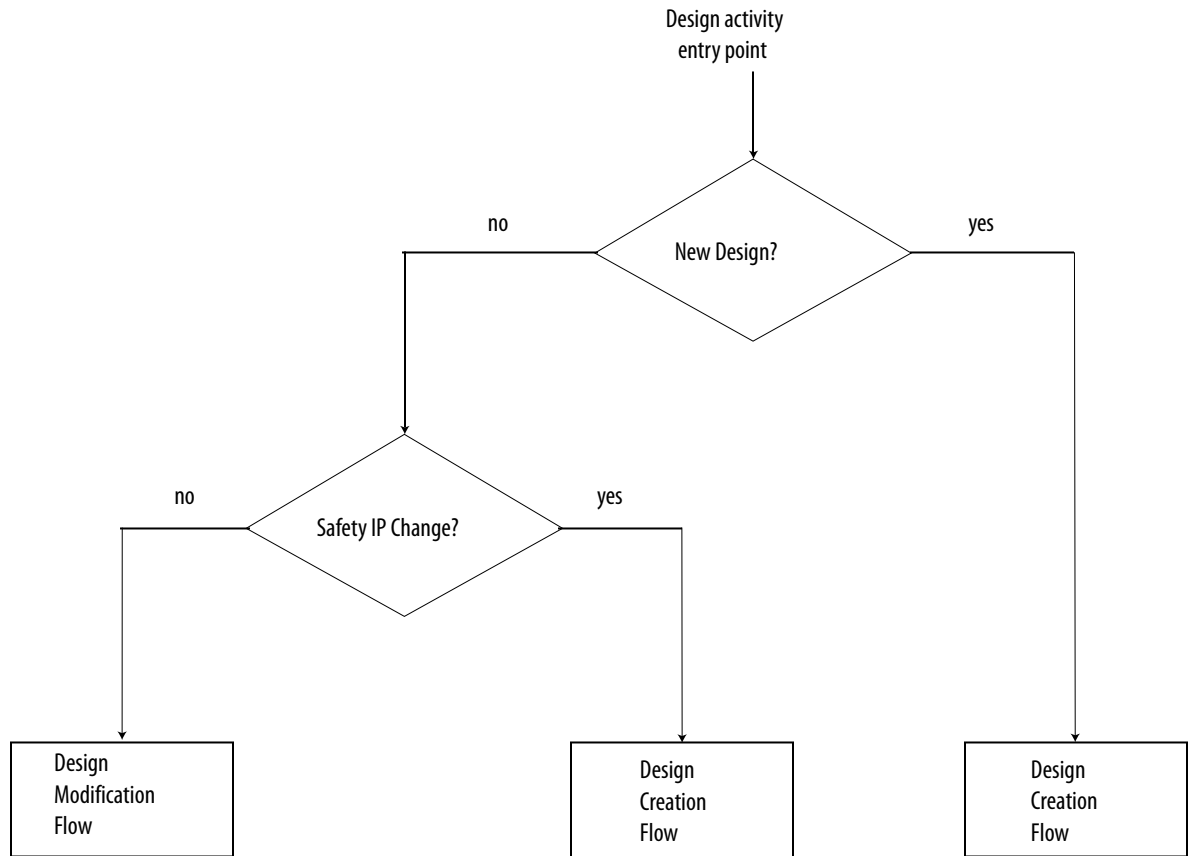 Design activity
entry point
no
yes
New Design?
no
yes
Safety IP Change?
Design
Modification
Flow
Design
Creation
Flow
Design
Creation
Flow